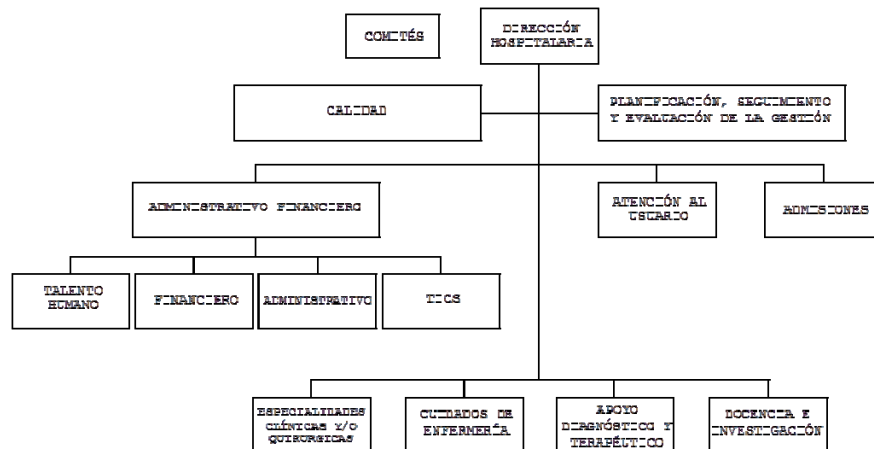 COMITÉS
DIRECCIÓN
HOSPITALARIA
CALIDAD
PLANIFICACIÓN, SEGUIMIENTO
Y EVALUACIÓN DE LA GESTIÓN
ADMINISTRATIVO FINANCIERO
ATENCIÓN AL
USUARIO
ADMISIONES
TALENTO
HUMANO
FINANCIERO
ADMINISTRATIVO
TICS
ESPECIALIDADES
CLÍNICAS Y/O
QUIRURGICAS
CUIDADOS DE
ENFERMERÍA
APOYO
DIAGNÓSTICO Y
TERAPÉUTICO
DOCENCIA E
INVESTIGACIÓN